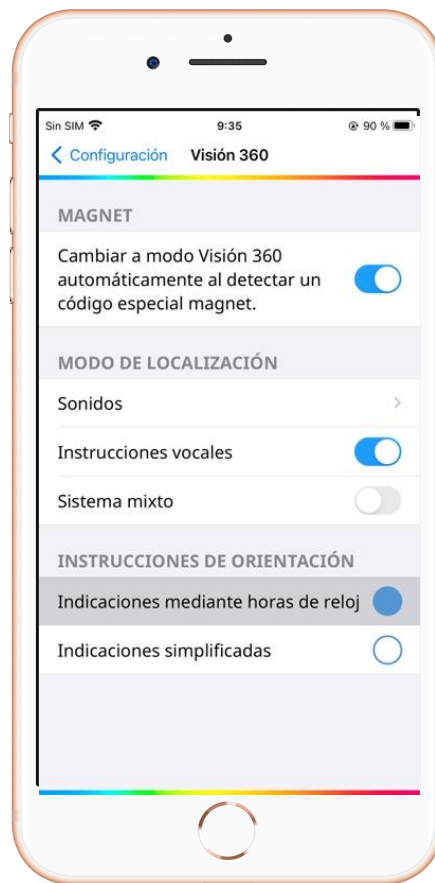 Sin SIM 9:35 90 %
Configuración Visión 360
MAGNET
Cambiar a modo Visión 360
automáticamente al detectar un
código especial magnet.
MODO DE LOCALIZACIÓN
Sonidos
Instrucciones vocales
Sistema mixto
INSTRUCCIONES DE ORIENTACIÓN
Indicaciones mediante horas de reloj
Indicaciones simplificadas